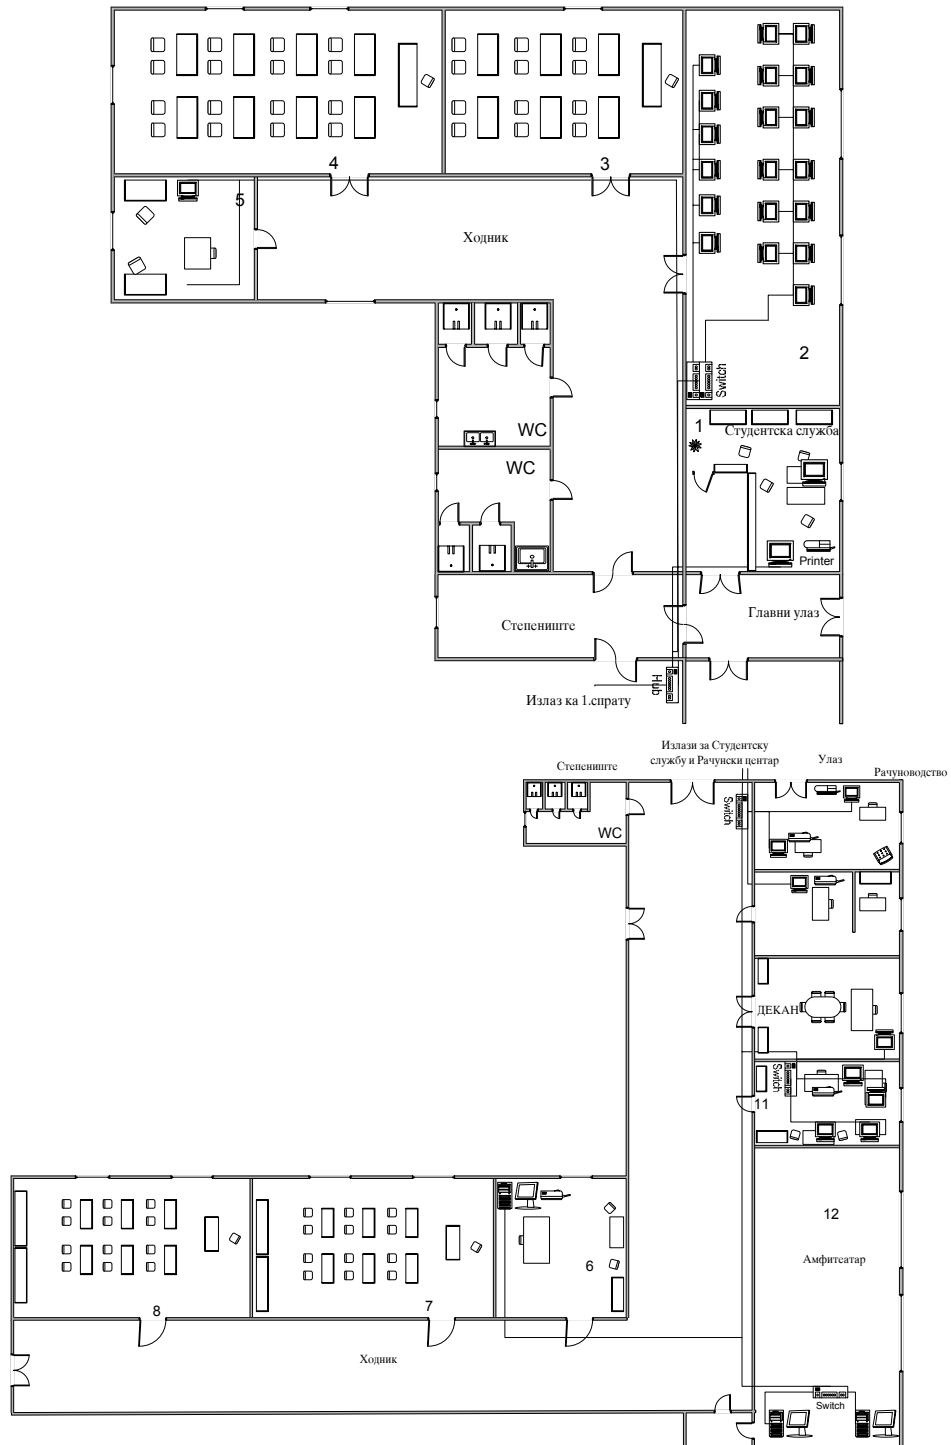 4
3
5
Ходник
2
Switch
1
Студентска служба
WC
WC
Printer
Главни улаз
Степениште
Hub
Излаз ка 1.спрату
Излази за Студентску
службу и Рачунски центар
Степениште
Улаз
Рачуноводство
Switch
WC
ДЕКАН
Switch
11
12
Амфитеатар
6
7
8
Ходник
Switch